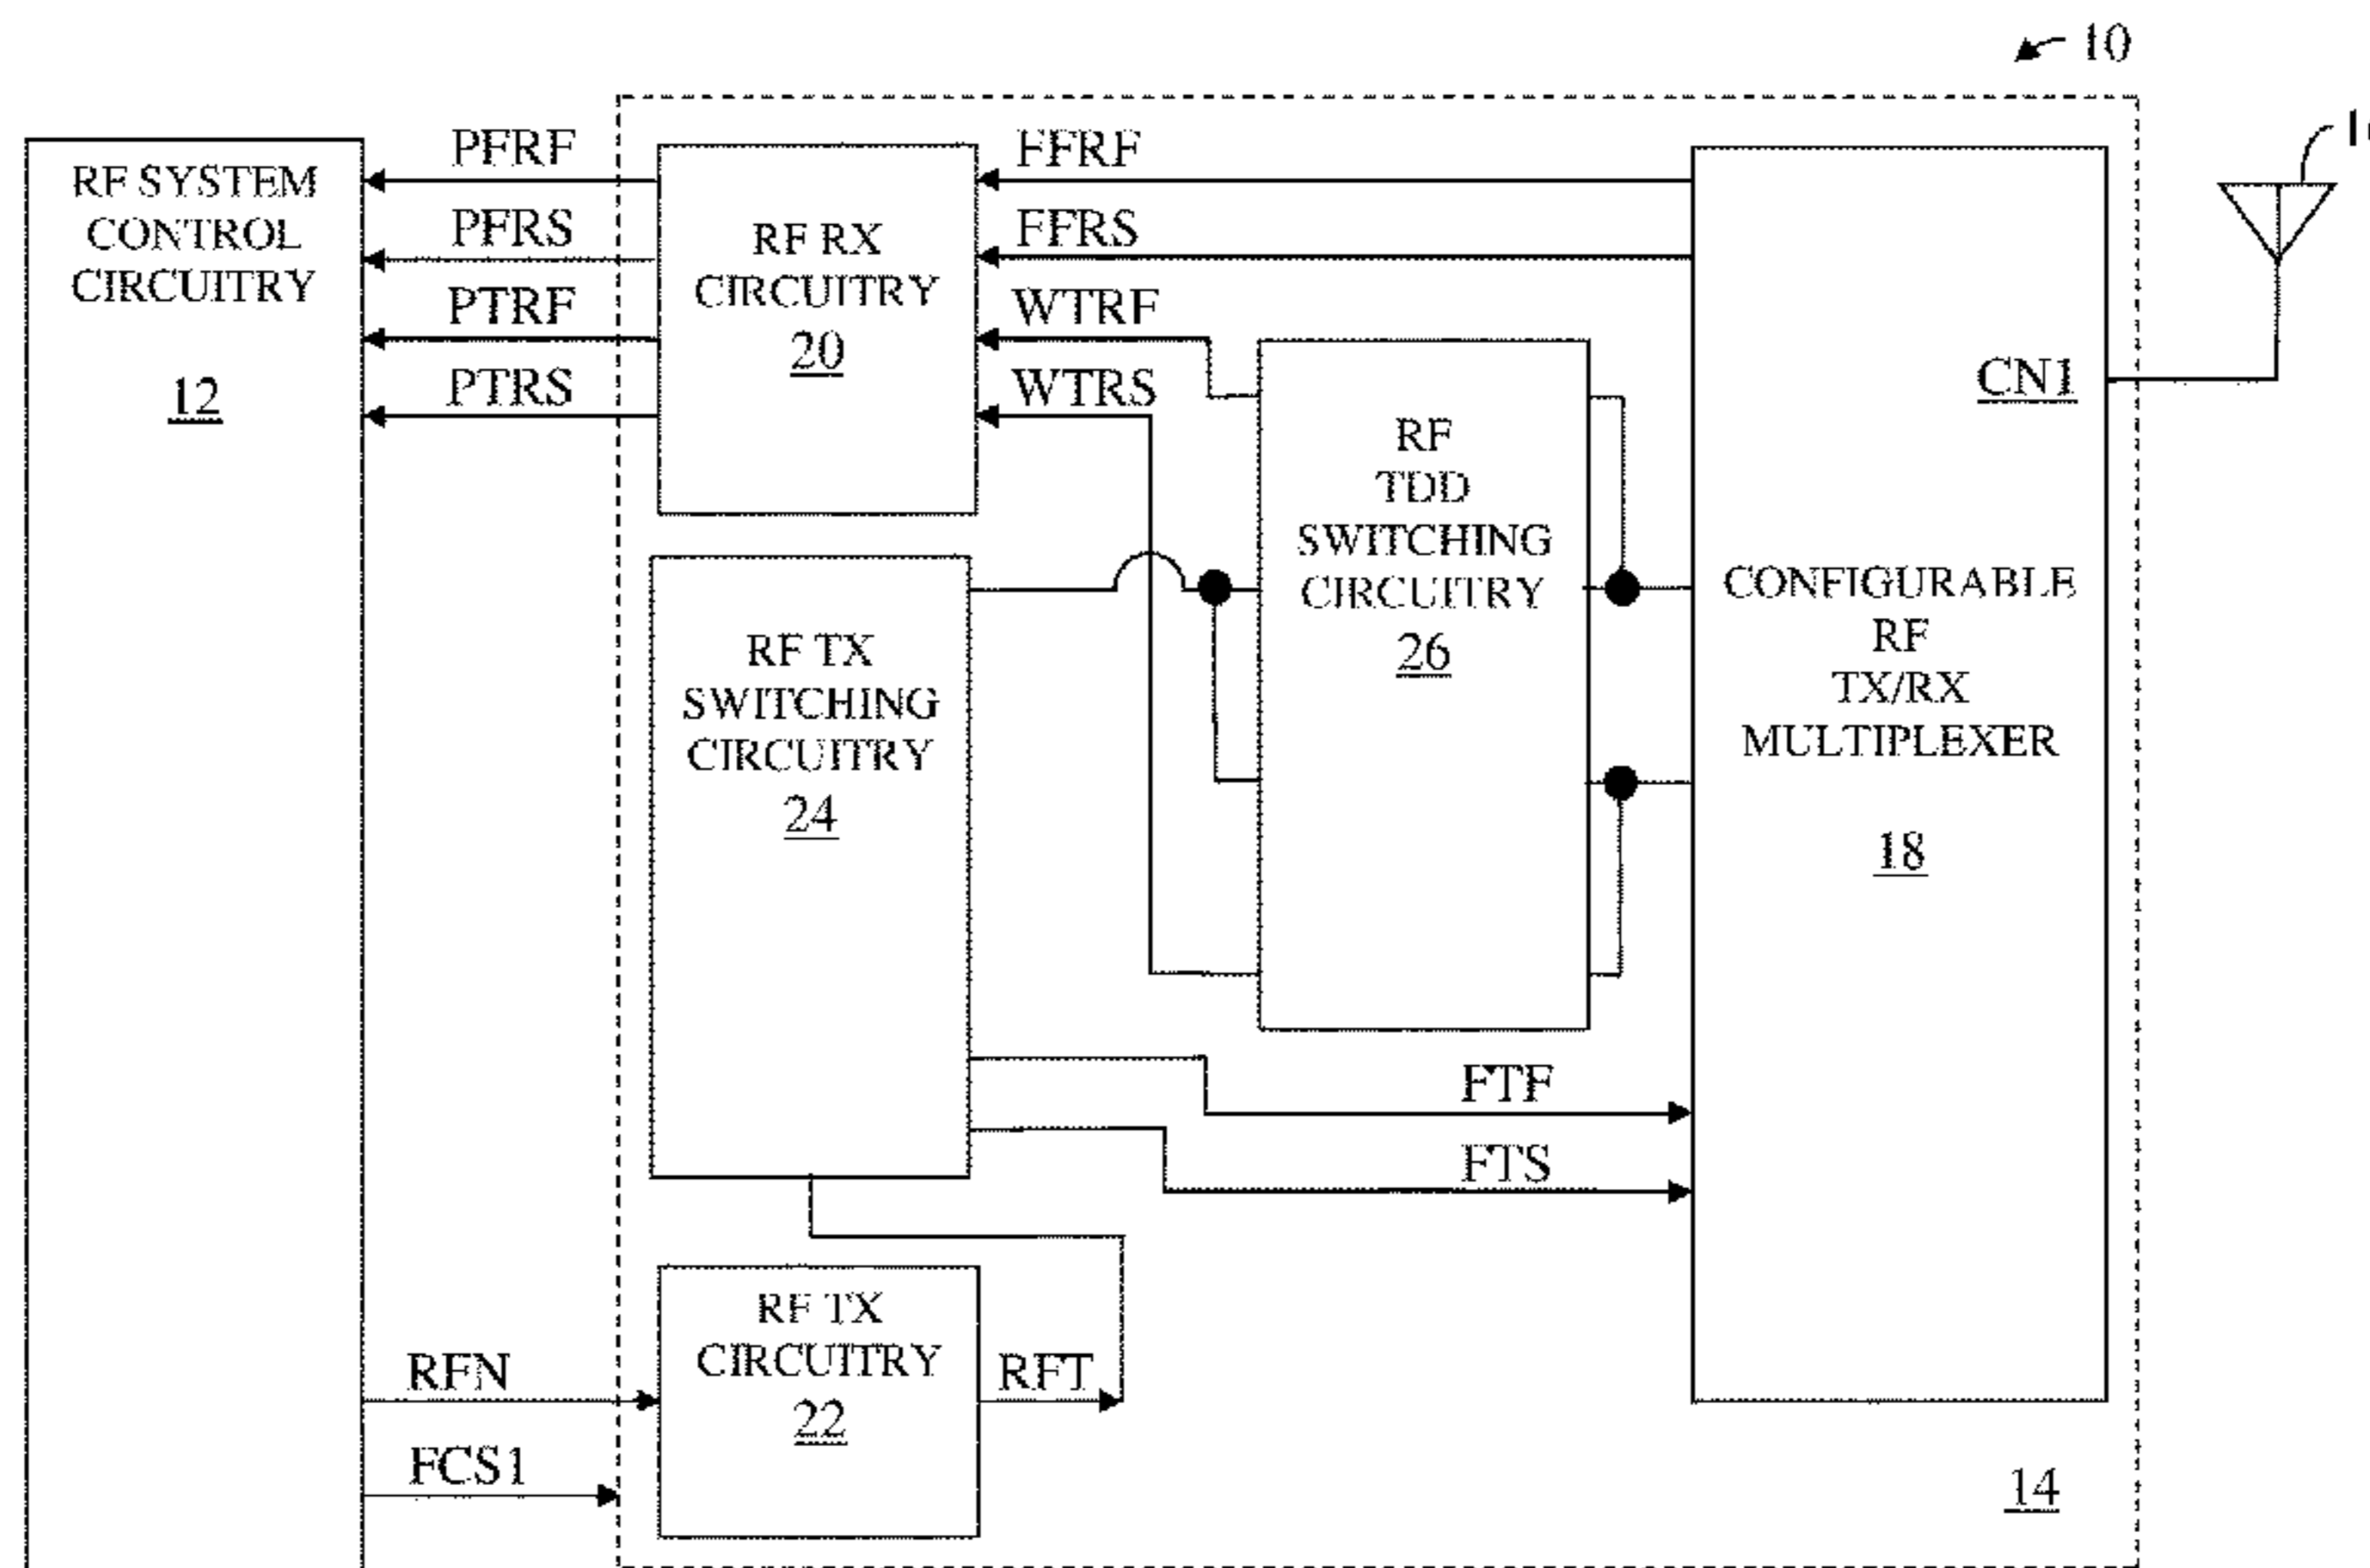 10
RF SYSTEM
CONTROL
CIRCUITRY
12
PFRF
PFRS
PTRF
PTRS
RF RX
CIRCUITRY
20
FFRF
FFRS
WTRF
WTRS
RF
TDD
SWITCHING
CIRCUITRY
26
CN1
CONFIGURABLE
RF
TX/RX
MULTIPLEXER
18
RF TX
SWITCHING
CIRCUITRY
24
FTF
FTS
RF TX
CIRCUITRY
22
RFN
RFT
FCS1
14